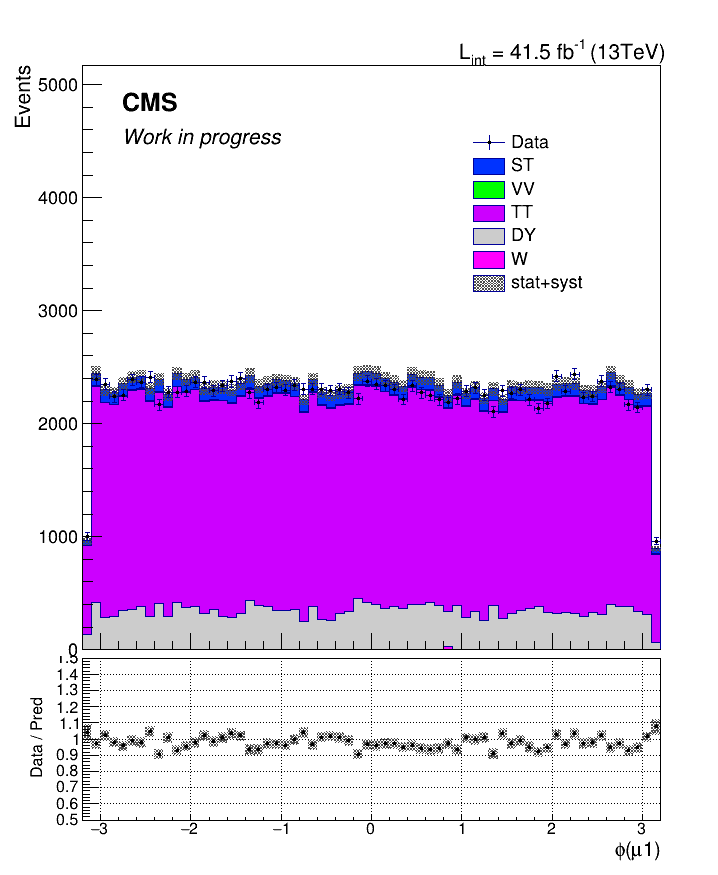 L_int = 41.5 fb^-1 (13TeV)
Events
CMS
Work in progress
Data
ST
VV
TT
DY
W
stat+syst
5000
4000
3000
2000
1000
0
Data / Pred
1.5
1.4
1.3
1.2
1.1
1
0.9
0.8
0.7
0.6
0.5
−3 −2 −1 0 1 2 3
ϕ(μ1)